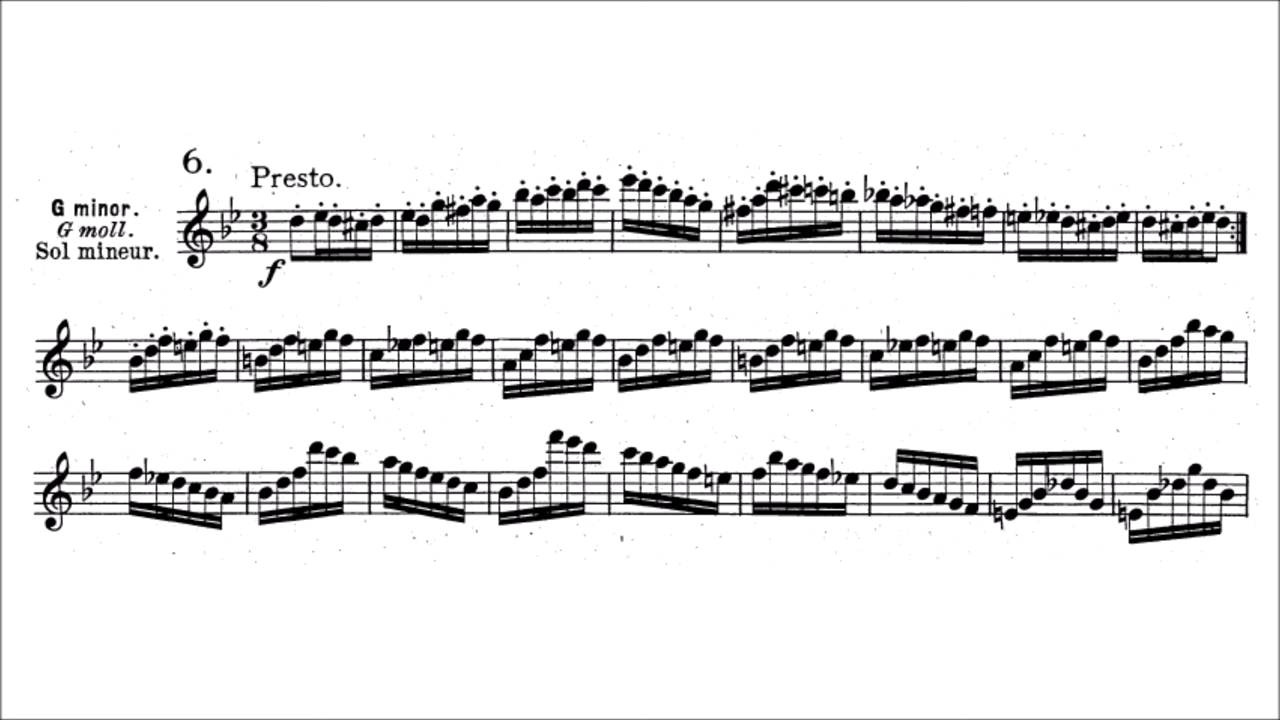 6.
Presto.
G minor.
G moll.
Sol mineur.
3
8
f